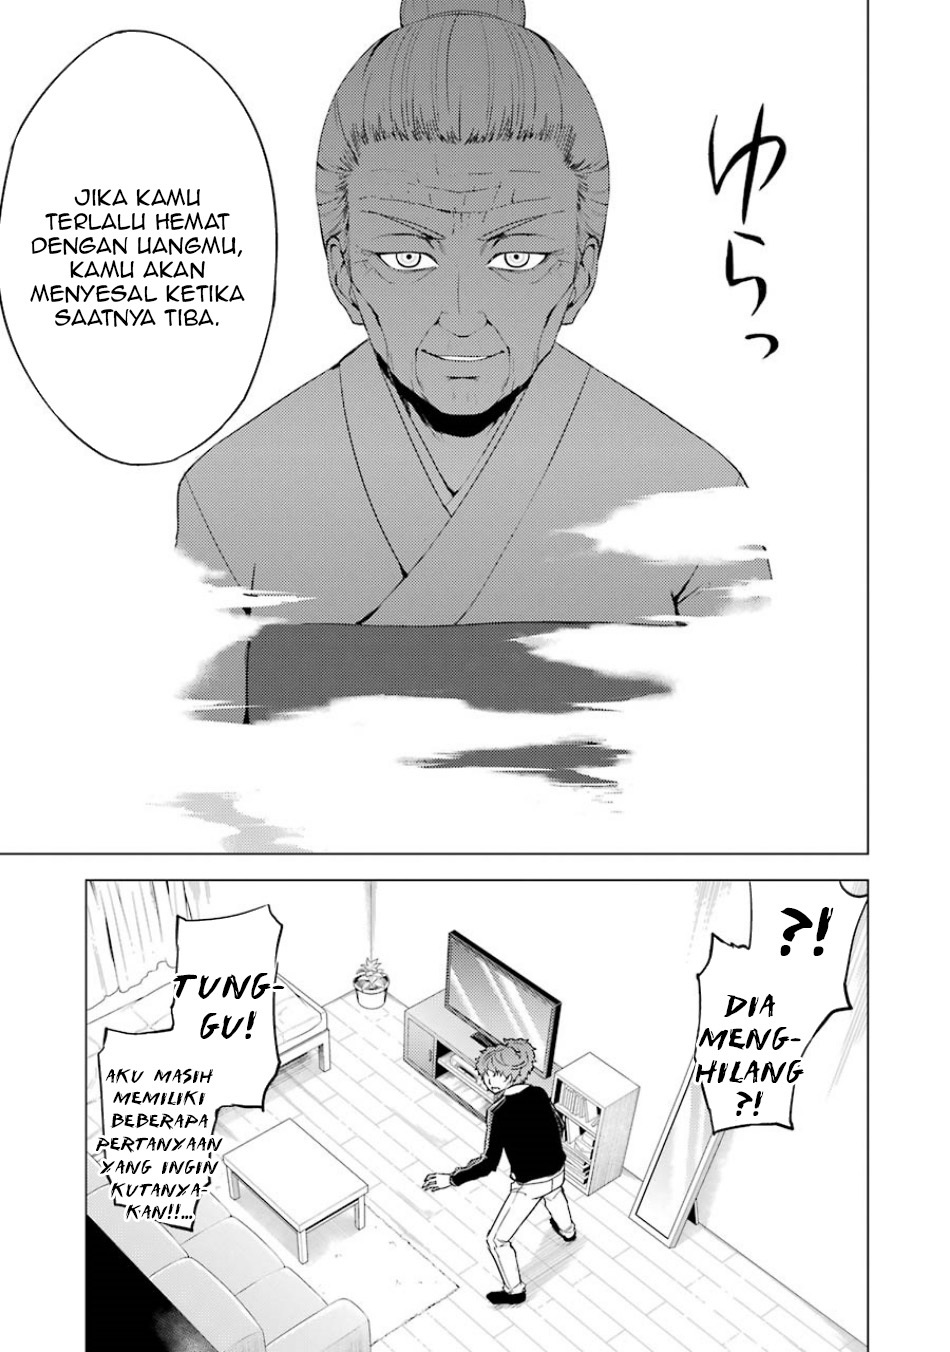 ゆらっ
JIKA KAMU
TERLALU HEMAT
DENGAN UANGMU,
KAMU AKAN
MENYESAL KETIKA
SAATNYA TIBA.
?!
DIA
MENG-
HILANG
?!
TUNG-
GU!
AKU MASIH
MEMILIKI
BEBERAPA
PERTANYAAN
YANG INGIN
KUTANYA-
KAN!!...